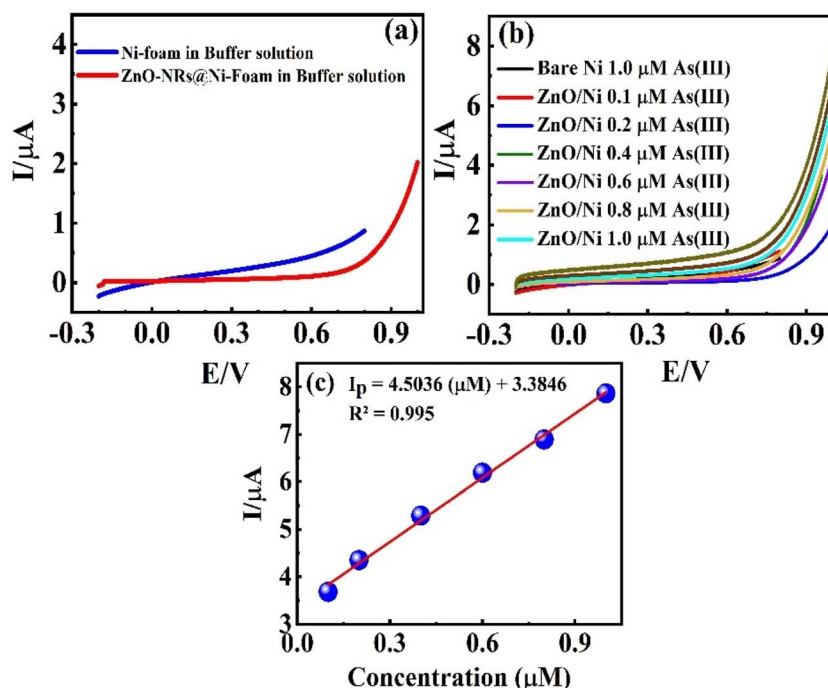 (a)
Ni-foam in Buffer solution
ZnO-NRs@Ni-Foam in Buffer solution
I/μA
4
3
2
1
0
-0.3 0.0 0.3 0.6 0.9
E/V
(b)
Bare Ni 1.0 μM As(III)
ZnO/Ni 0.1 μM As(III)
ZnO/Ni 0.2 μM As(III)
ZnO/Ni 0.4 μM As(III)
ZnO/Ni 0.6 μM As(III)
ZnO/Ni 0.8 μM As(III)
ZnO/Ni 1.0 μM As(III)
I/μA
8
6
4
2
0
-0.3 0.0 0.3 0.6 0.9
E/V
(c)
I_p = 4.5036 (μM) + 3.3846
R² = 0.995
I/μA
8
7
6
5
4
3
0.0 0.3 0.6 0.9
Concentration (μM)